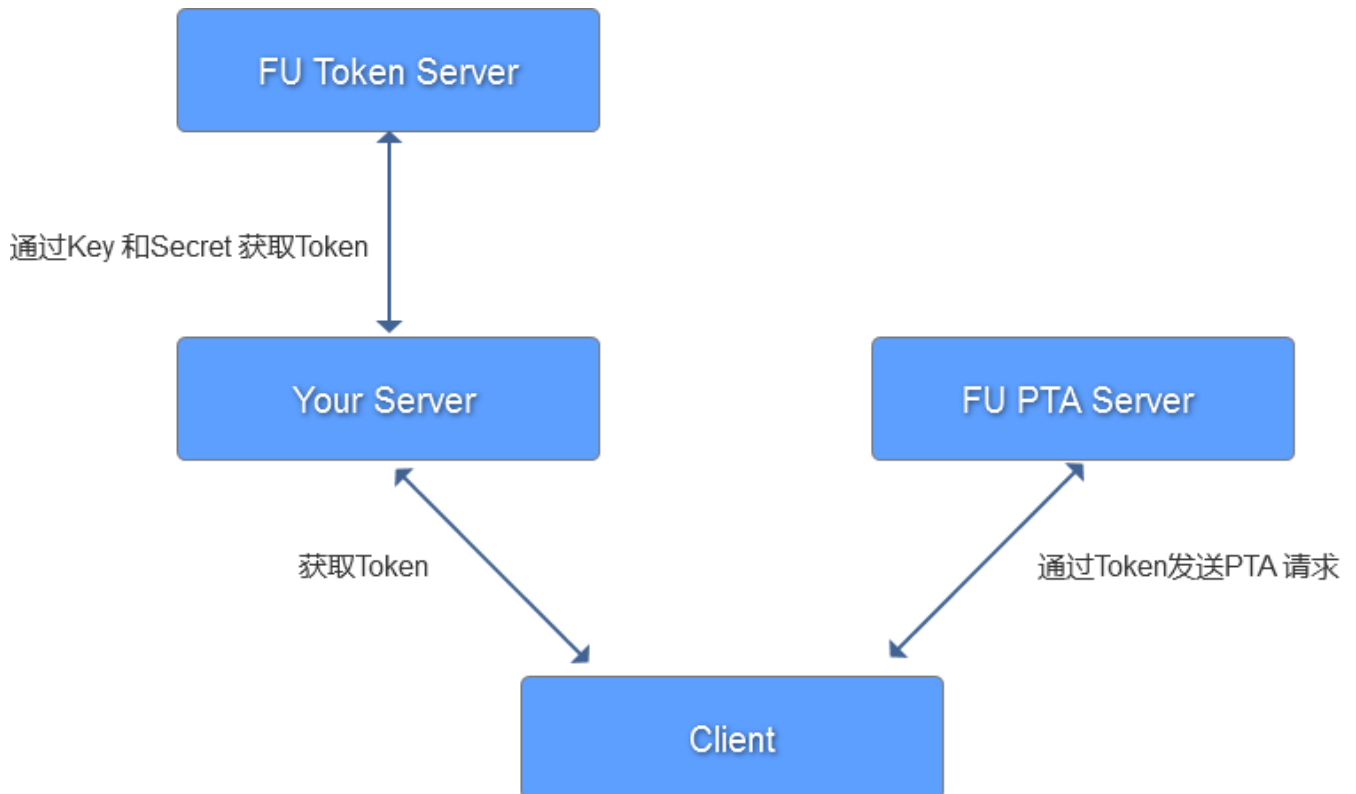 FU Token Server
通过Key 和Secret 获取Token
Your Server
FU PTA Server
获取Token
通过Token发送PTA 请求
Client